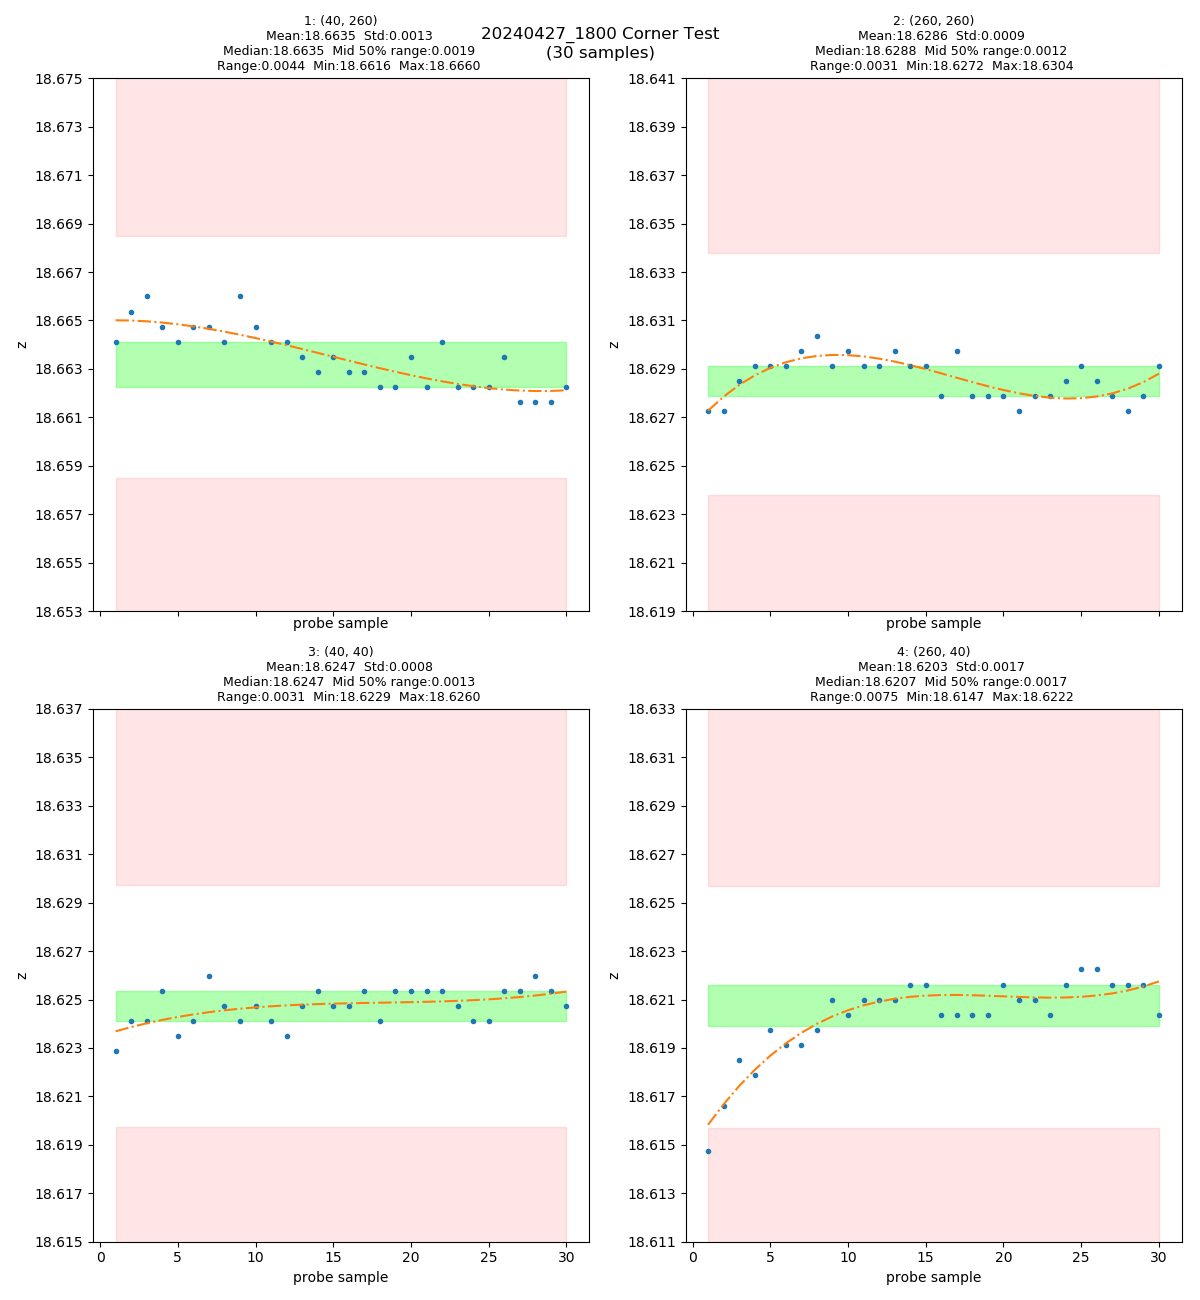 20240427_1800 Corner Test
(30 samples)
1: (40, 260)
Mean:18.6635  Std:0.0013
Median:18.6635  Mid 50% range:0.0019
Range:0.0044  Min:18.6616  Max:18.6660
18.675
18.673
18.671
18.669
18.667
18.665
18.663
18.661
18.659
18.657
18.655
18.653
z
probe sample
2: (260, 260)
Mean:18.6286  Std:0.0009
Median:18.6288  Mid 50% range:0.0012
Range:0.0031  Min:18.6272  Max:18.6304
18.641
18.639
18.637
18.635
18.633
18.631
18.629
18.627
18.625
18.623
18.621
18.619
z
probe sample
3: (40, 40)
Mean:18.6247  Std:0.0008
Median:18.6247  Mid 50% range:0.0013
Range:0.0031  Min:18.6229  Max:18.6260
18.637
18.635
18.633
18.631
18.629
18.627
18.625
18.623
18.621
18.619
18.617
18.615
z
0 5 10 15 20 25 30
probe sample
4: (260, 40)
Mean:18.6203  Std:0.0017
Median:18.6207  Mid 50% range:0.0017
Range:0.0075  Min:18.6147  Max:18.6222
18.633
18.631
18.629
18.627
18.625
18.623
18.621
18.619
18.617
18.615
18.613
18.611
z
0 5 10 15 20 25 30
probe sample